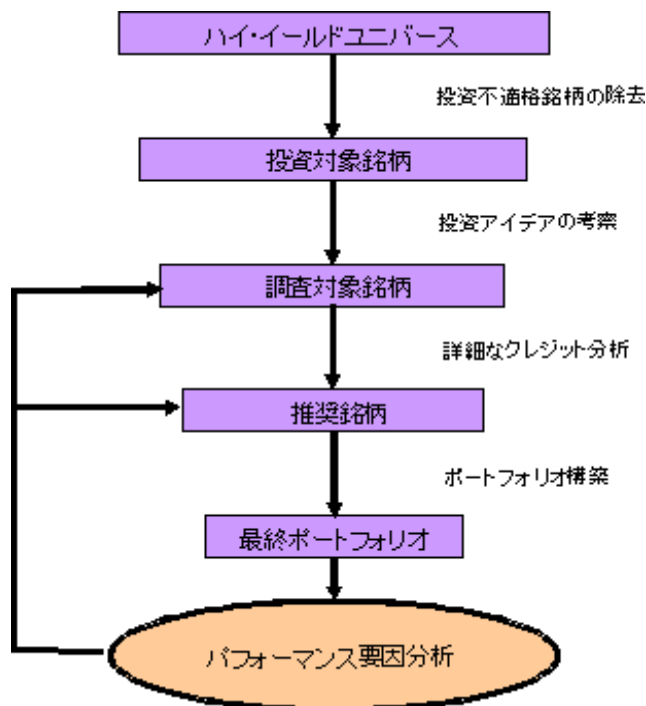 ハイ・イールドユニバース
投資不適格銘柄の除去
投資対象銘柄
投資アイデアの考察
調査対象銘柄
詳細なクレジット分析
推奨銘柄
ポートフォリオ構築
最終ポートフォリオ
パフォーマンス要因分析